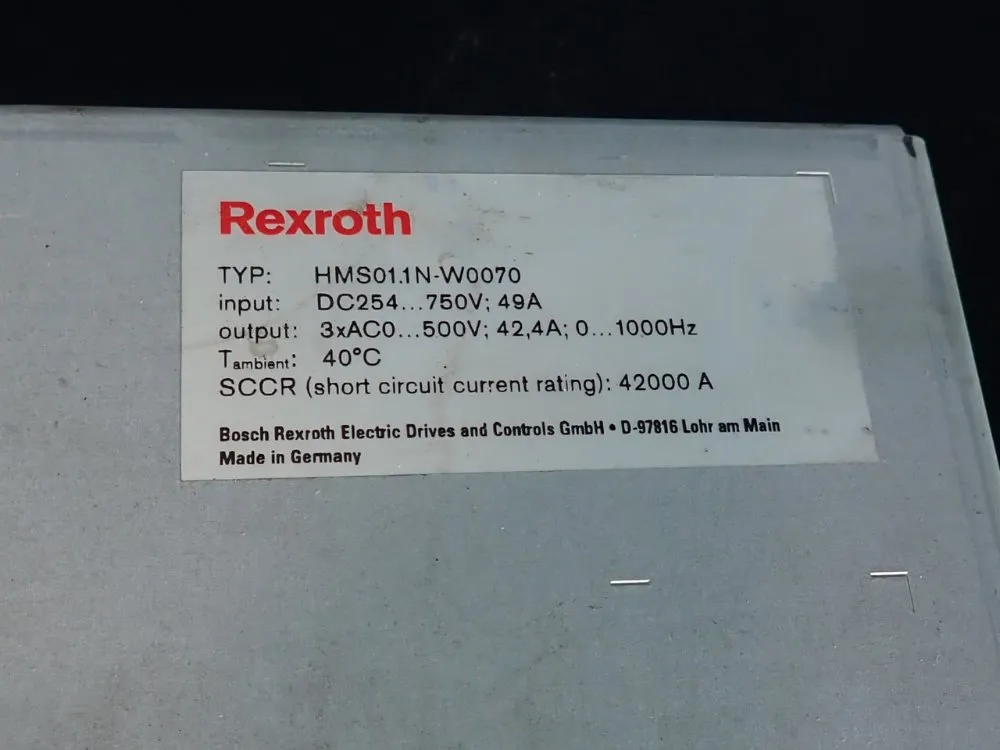 Rexroth
TYP: HMS01.1N-W0070
input: DC254...750V; 49A
output: 3xAC0...500V; 42,4A; 0...1000Hz
Tambient: 40°C
SCCR (short circuit current rating): 42000 A
Bosch Rexroth Electric Drives and Controls GmbH • D-97816 Lohr am Main
Made in Germany